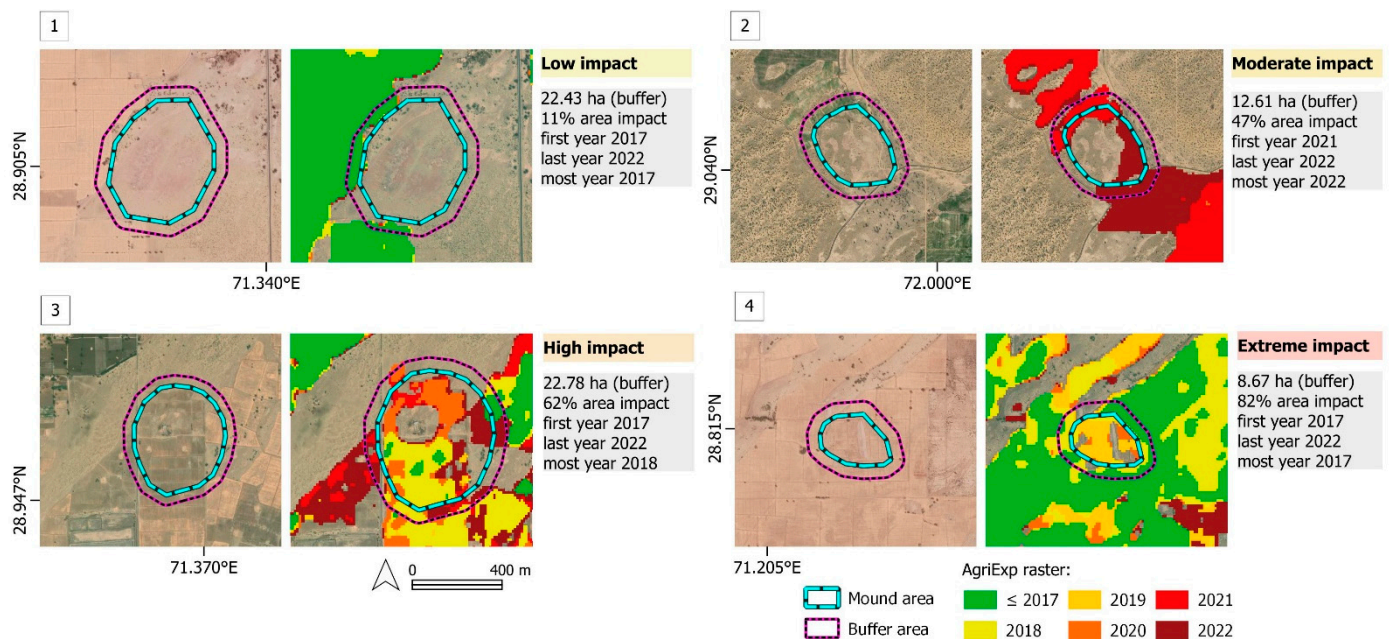 1
Low impact
22.43 ha (buffer)
11% area impact
first year 2017
last year 2022
most year 2017
28.905°N
71.340°E
2
Moderate impact
12.61 ha (buffer)
47% area impact
first year 2021
last year 2022
most year 2022
29.040°N
72.000°E
3
High impact
22.78 ha (buffer)
62% area impact
first year 2017
last year 2022
most year 2018
28.947°N
71.370°E
0 400 m
4
Extreme impact
8.67 ha (buffer)
82% area impact
first year 2017
last year 2022
most year 2017
28.815°N
71.205°E
AgriExp raster:
Mound area
Buffer area
≤ 2017
2018
2019
2020
2021
2022